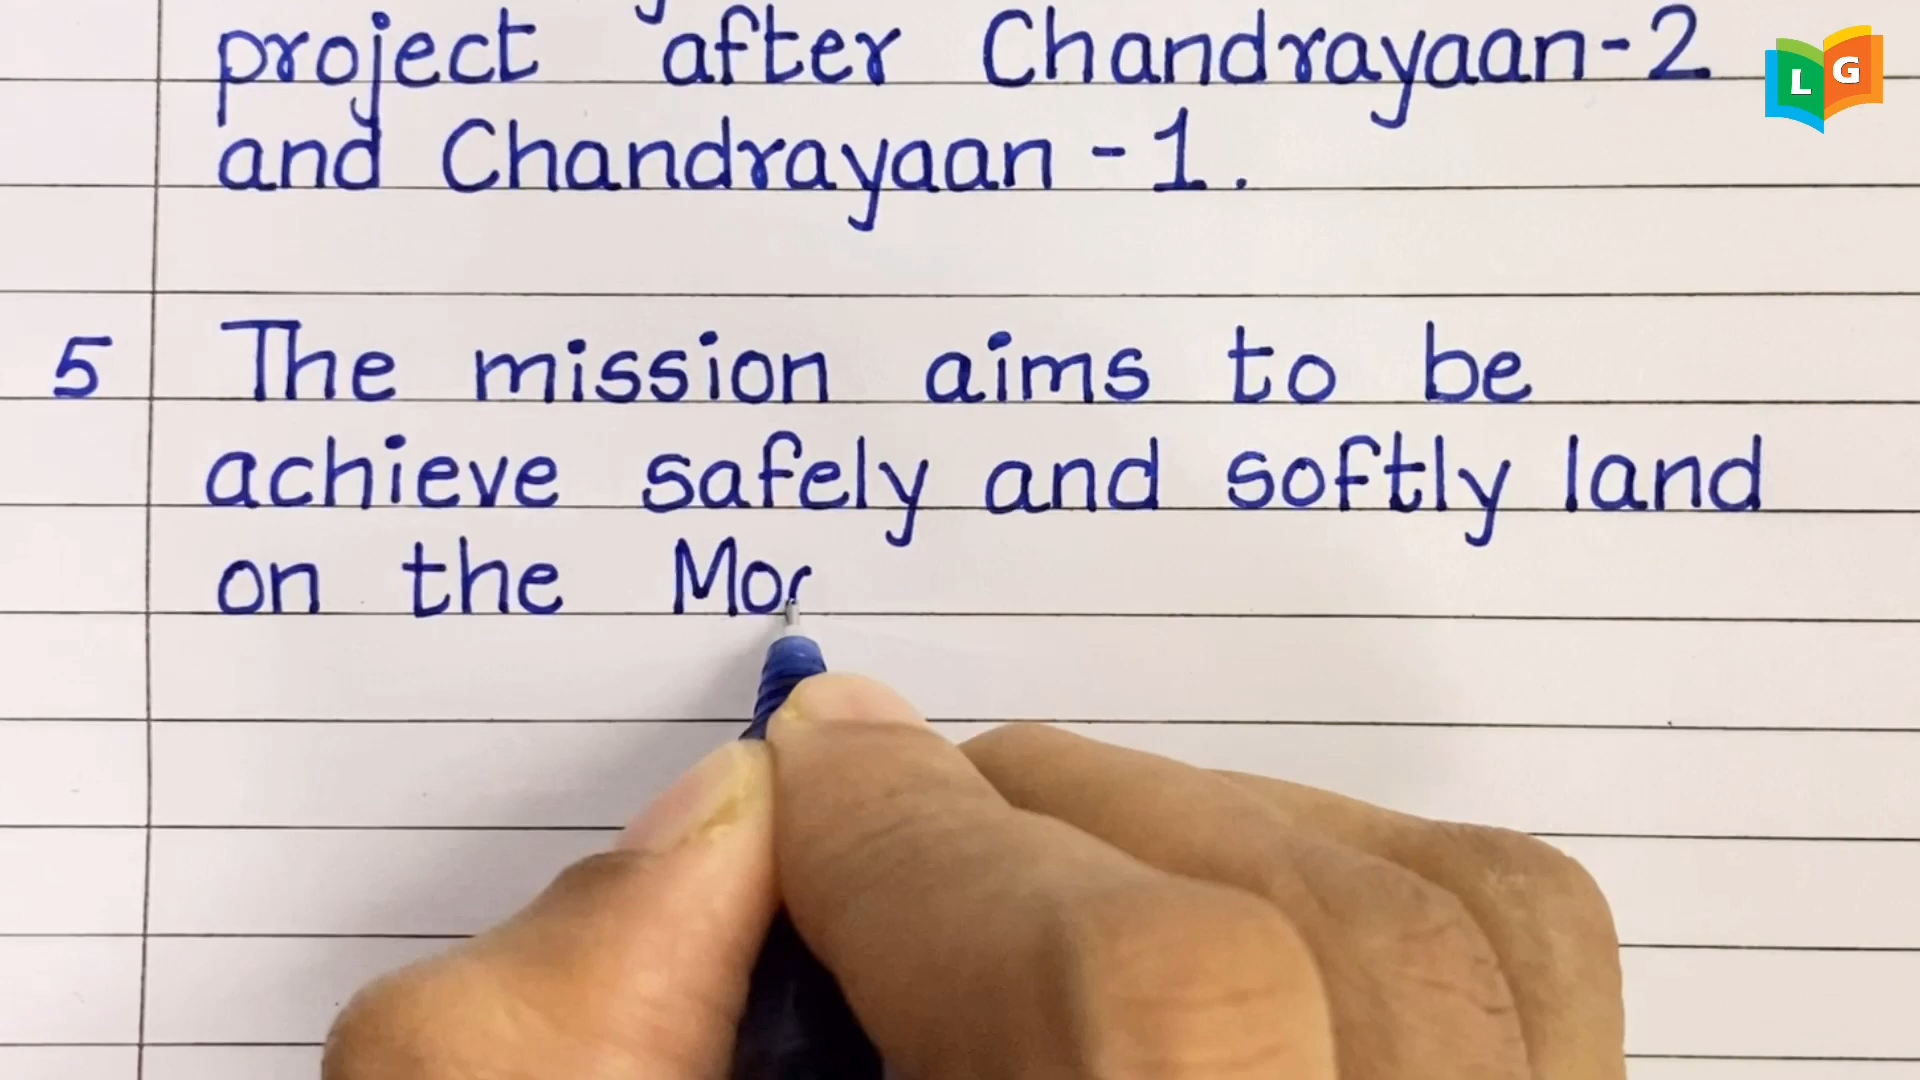 project after Chandrayaan-2
and Chandrayaan-1.
5 The mission aims to be
achieve safely and softly land
on the Mo
L G